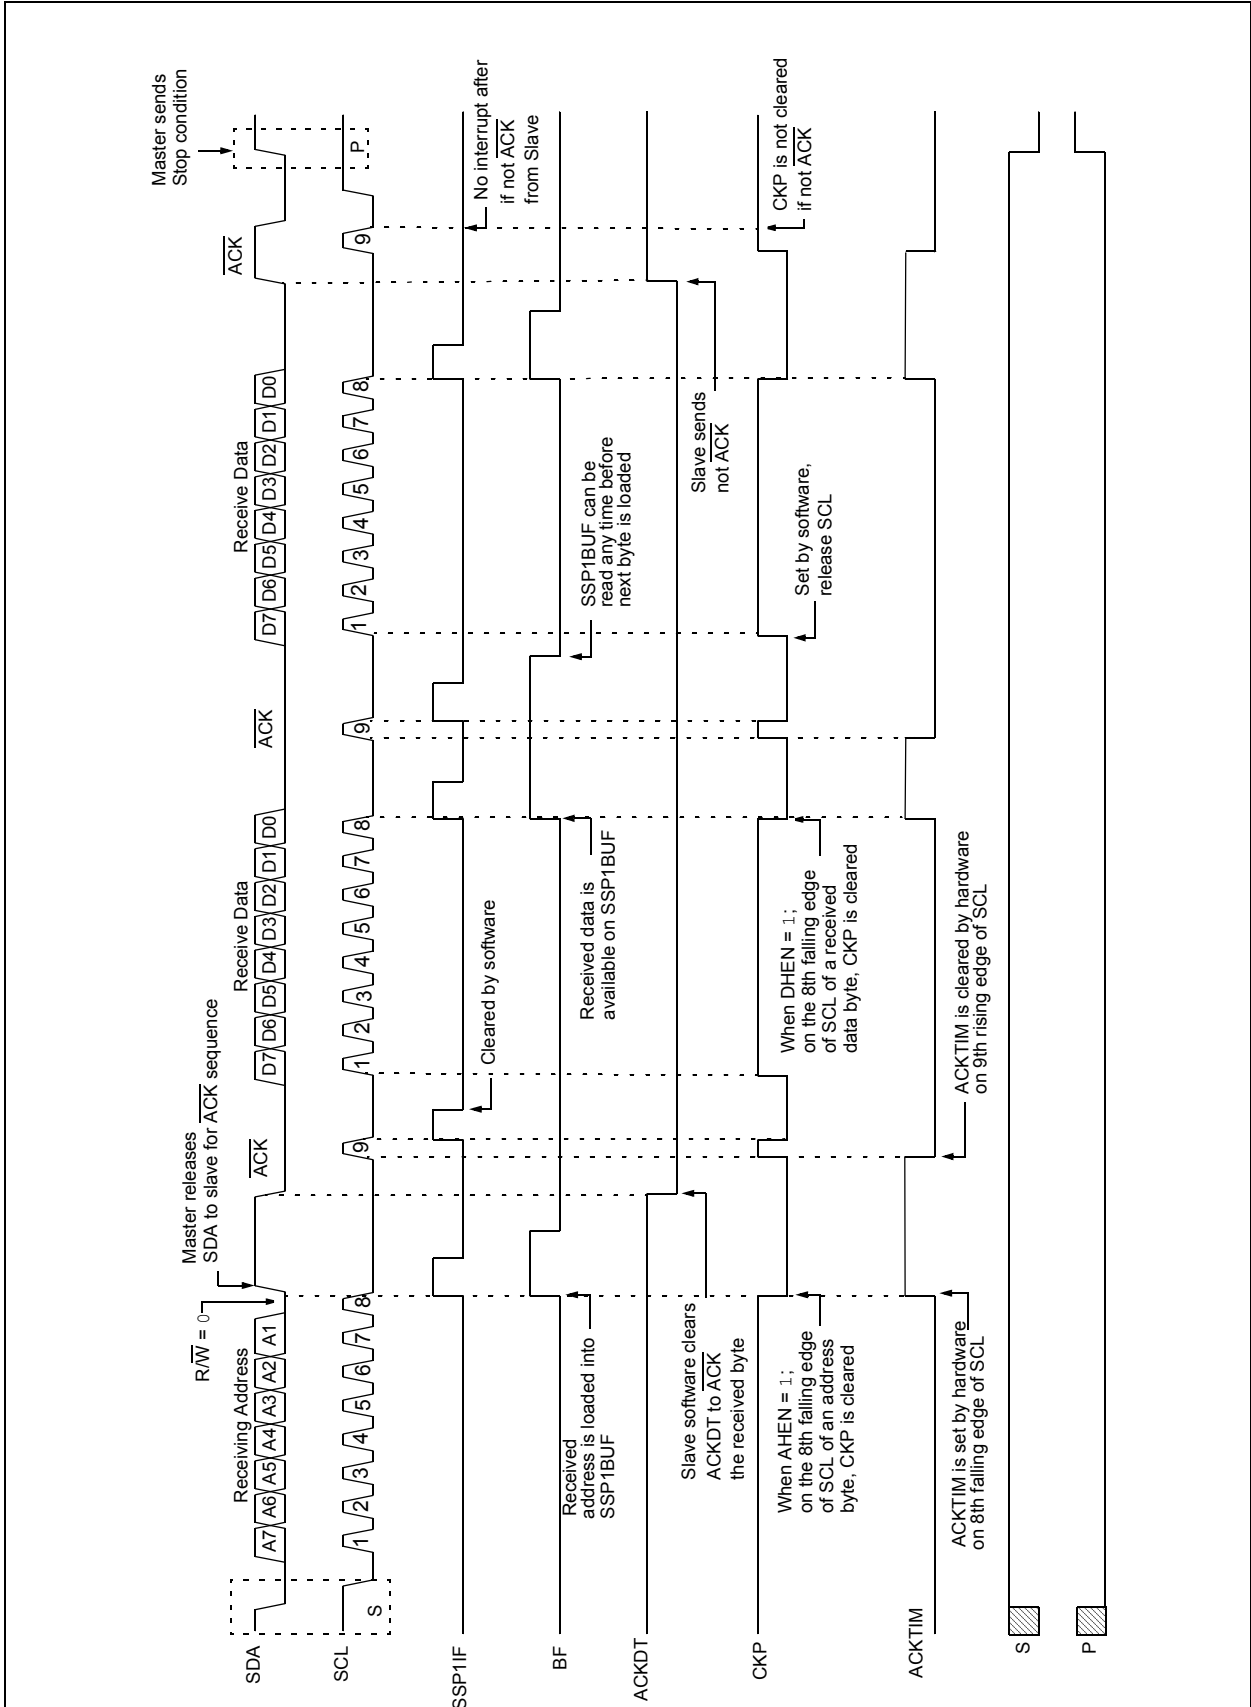 Master sends
Stop condition
Master releases
SDA to slave for ACK sequence
R/W = 0
Receiving Address
ACK
Receive Data
ACK
Receive Data
ACK
SDA
A7 A6 A5 A4 A3 A2 A1
D7 D6 D5 D4 D3 D2 D1 D0
D7 D6 D5 D4 D3 D2 D1 D0
SCL
S
1 2 3 4 5 6 7 8 9
1 2 3 4 5 6 7 8 9
1 2 3 4 5 6 7 8 9
P
SSP1IF
Cleared by software
No interrupt after
if not ACK
from Slave
BF
Received
address is loaded into
SSP1BUF
Received data is
available on SSP1BUF
SSP1BUF can be
read any time before
next byte is loaded
ACKDT
Slave software clears
ACKDT to ACK
the received byte
Slave sends
not ACK
CKP
When AHEN = 1;
on the 8th falling edge
of SCL of an address
byte, CKP is cleared
When DHEN = 1;
on the 8th falling edge
of SCL of a received
data byte, CKP is cleared
Set by software,
release SCL
CKP is not cleared
if not ACK
ACKTIM
ACKTIM is set by hardware
on 8th falling edge of SCL
ACKTIM is cleared by hardware
on 9th rising edge of SCL
S
P